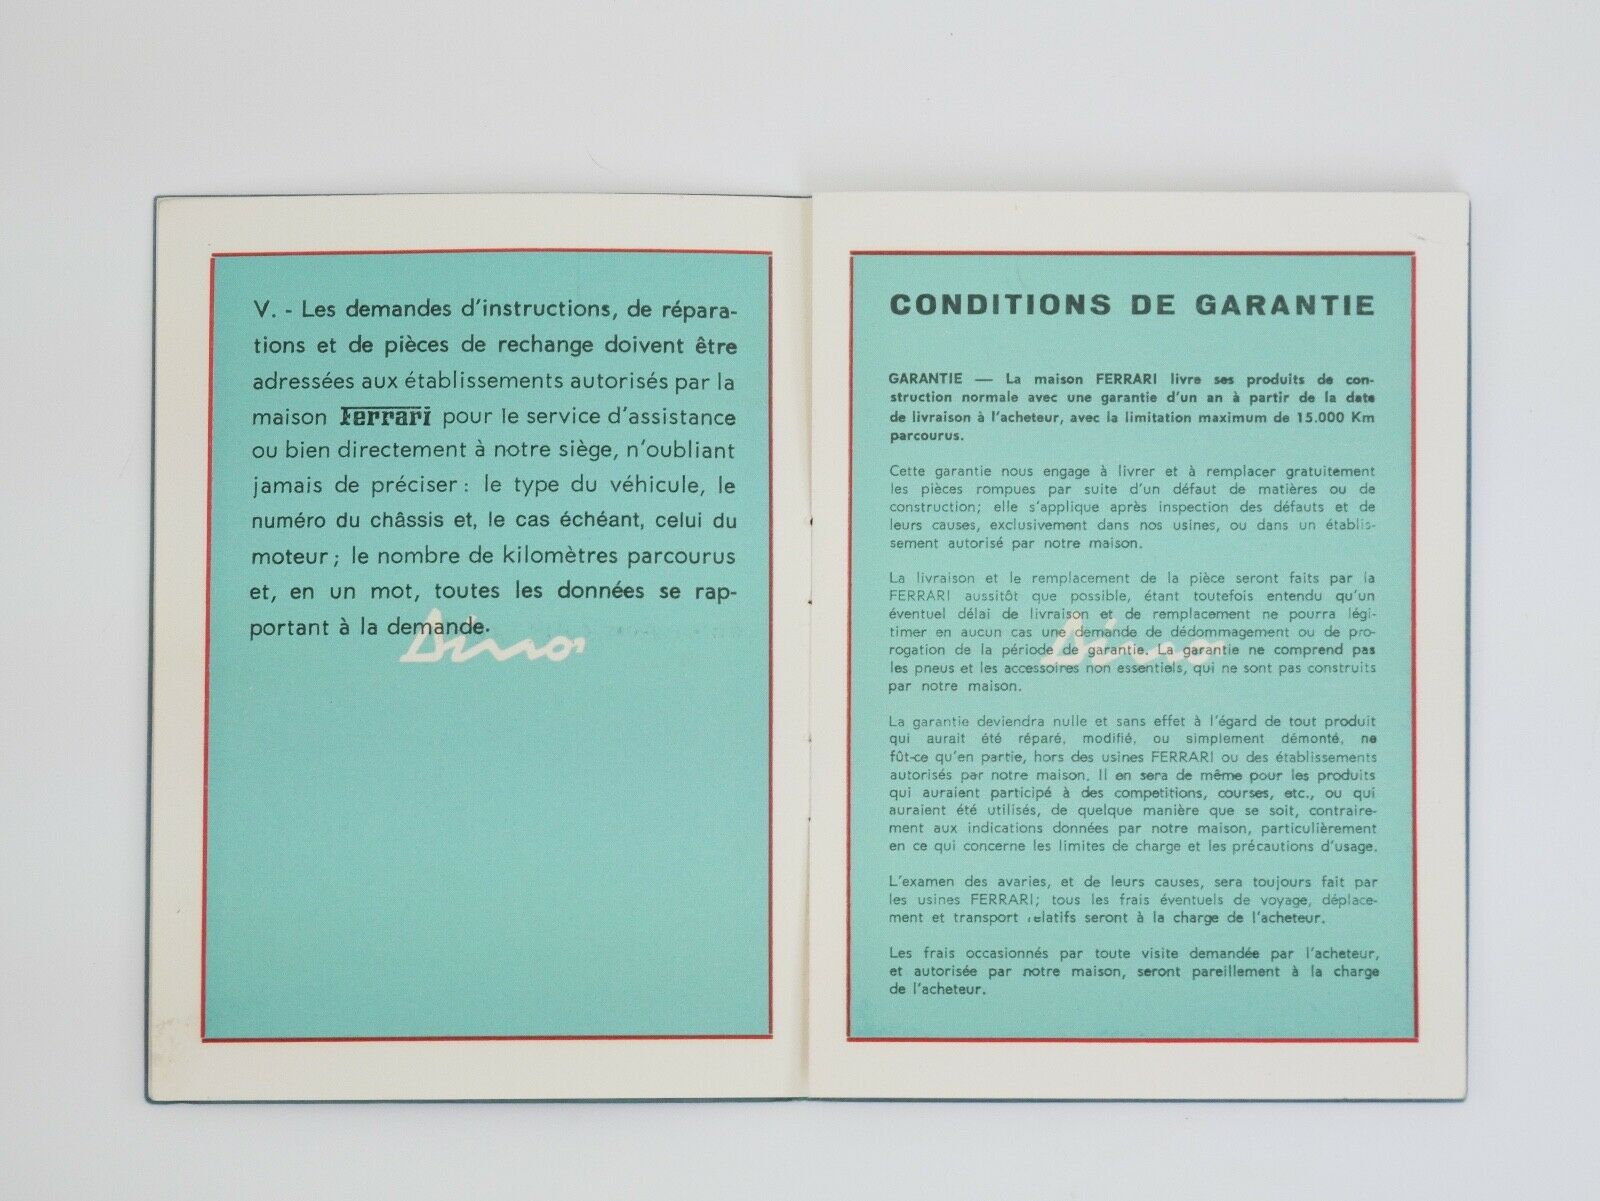 V. - Les demandes d'instructions, de répara-
tions et de pièces de rechange doivent être
adressées aux établissements autorisés par la
maison Ferrari pour le service d'assistance
ou bien directement à notre siège, n'oubliant
jamais de préciser : le type du véhicule, le
numéro du châssis et, le cas échéant, celui du
moteur ; le nombre de kilomètres parcourus
et, en un mot, toutes les données se rap-
portant à la demande.
Dino
CONDITIONS DE GARANTIE
GARANTIE — La maison FERRARI livre ses produits de con-
struction normale avec une garantie d'un an à partir de la date
de livraison à l'acheteur, avec la limitation maximum de 15.000 Km
parcourus.
Cette garantie nous engage à livrer et à remplacer gratuitement
les pièces rompues par suite d'un défaut de matières ou de
construction; elle s'applique après inspection des défauts et de
leurs causes, exclusivement dans nos usines, ou dans un établis-
sement autorisé par notre maison.
La livraison et le remplacement de la pièce seront faits par la
FERRARI aussitôt que possible, étant toutefois entendu qu'un
éventuel délai de livraison et de remplacement ne pourra légi-
timer en aucun cas une demande de dédommagement ou de pro-
rogation de la période de garantie. La garantie ne comprend pas
les pneus et les accessoires non essentiels, qui ne sont pas construits
par notre maison.
Dino
La garantie deviendra nulle et sans effet à l'égard de tout produit
qui aurait été réparé, modifié, ou simplement démonté, ne
fût-ce qu'en partie, hors des usines FERRARI ou des établissements
autorisés par notre maison. Il en sera de même pour les produits
qui auraient participé à des competitions, courses, etc., ou qui
auraient été utilisés, de quelque manière que se soit, contraire-
ment aux indications données par notre maison, particulièrement
en ce qui concerne les limites de charge et les précautions d'usage.
L'examen des avaries, et de leurs causes, sera toujours fait par
les usines FERRARI; tous les frais éventuels de voyage, déplace-
ment et transport relatifs seront à la charge de l'acheteur.
Les frais occasionnés par toute visite demandée par l'acheteur,
et autorisée par notre maison, seront pareillement à la charge
de l'acheteur.